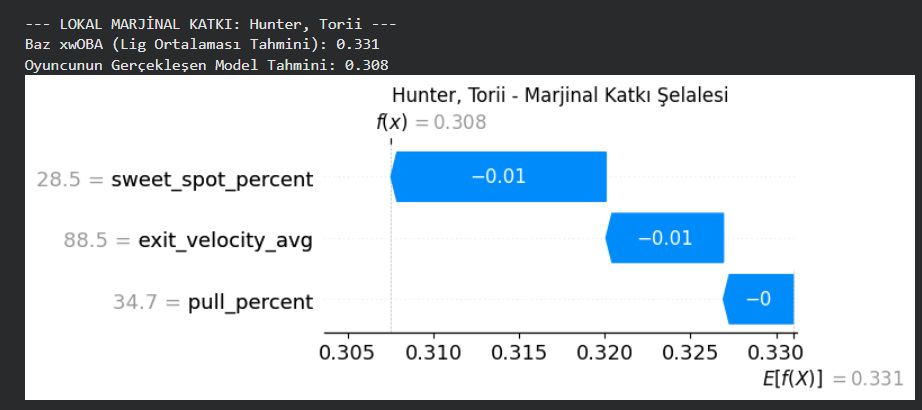 --- LOKAL MARJİNAL KATKI: Hunter, Torii ---
Baz xwOBA (Lig Ortalaması Tahmini): 0.331
Oyuncunun Gerçekleşen Model Tahmini: 0.308
Hunter, Torii - Marjinal Katkı Şelalesi
f(x) = 0.308
28.5 = sweet_spot_percent −0.01
88.5 = exit_velocity_avg −0.01
34.7 = pull_percent −0
0.305 0.310 0.315 0.320 0.325 0.330
E[f(X)] = 0.331